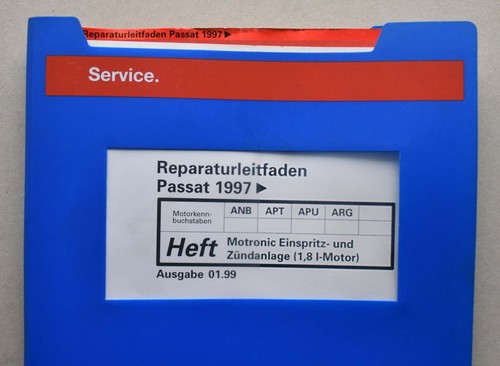 Reparaturleitfaden Passat 1997 ▶
Service.
Reparaturleitfaden
Passat 1997 ▶
Motorkenn-
buchstaben
ANB APT APU ARG
Heft
Motronic Einspritz- und
Zündanlage (1,8 l-Motor)
Ausgabe 01.99